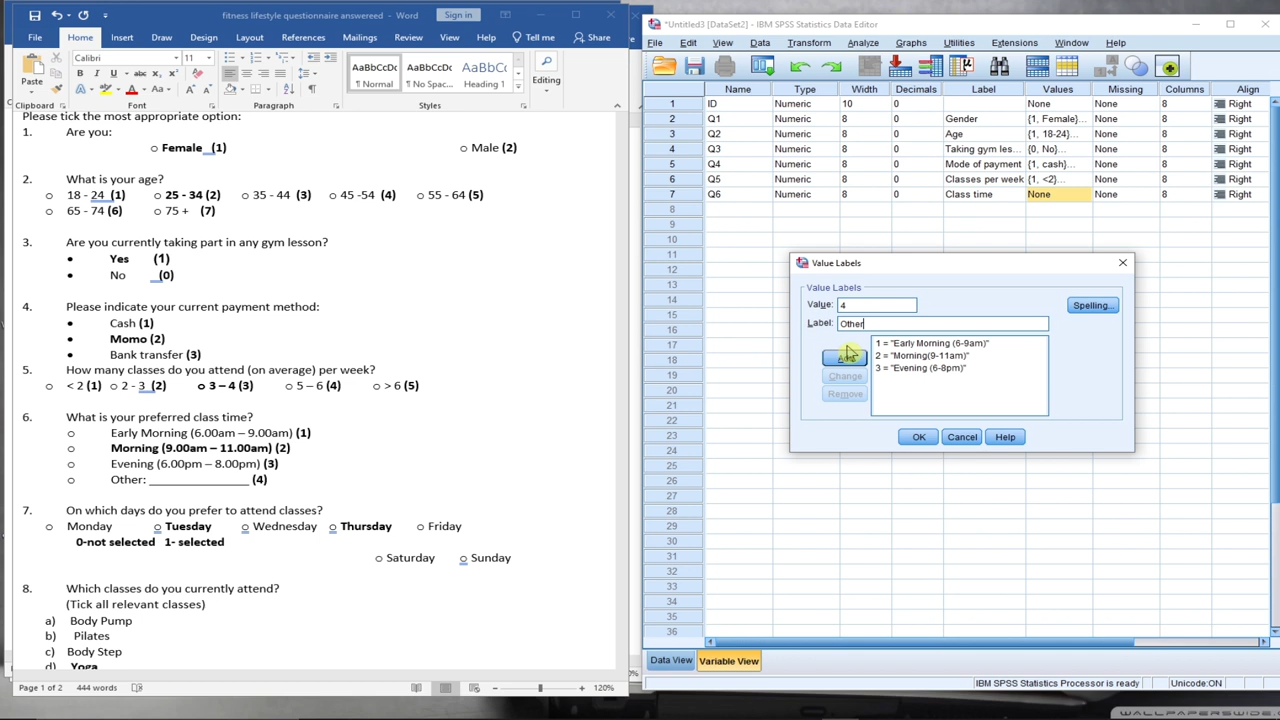 fitness lifestyle questionnaire answereed - Word
Sign in
File Home Insert Draw Design Layout References Mailings Review View Help Tell me Share
Calibri 11
AaBbCcDc AaBbCcDc AaBbCc
¶ Normal ¶ No Spac... Heading 1
Paste
Editing
Clipboard Font Paragraph Styles
Please tick the most appropriate option:
1. Are you:
o Female (1) o Male (2)
2. What is your age?
o 18 - 24 (1) o 25 - 34 (2) o 35 - 44 (3) o 45 -54 (4) o 55 - 64 (5)
o 65 - 74 (6) o 75 + (7)
3. Are you currently taking part in any gym lesson?
• Yes (1)
• No (0)
4. Please indicate your current payment method:
• Cash (1)
• Momo (2)
• Bank transfer (3)
5. How many classes do you attend (on average) per week?
o < 2 (1) o 2 - 3 (2) o 3 – 4 (3) o 5 – 6 (4) o > 6 (5)
6. What is your preferred class time?
o Early Morning (6.00am – 9.00am) (1)
o Morning (9.00am – 11.00am) (2)
o Evening (6.00pm – 8.00pm) (3)
o Other: ________________ (4)
7. On which days do you prefer to attend classes?
o Monday o Tuesday o Wednesday o Thursday o Friday
0-not selected 1- selected
o Saturday o Sunday
8. Which classes do you currently attend?
(Tick all relevant classes)
a) Body Pump
b) Pilates
c) Body Step
d) Yoga
Page 1 of 2 444 words 120%
*Untitled3 [DataSet2] - IBM SPSS Statistics Data Editor
File Edit View Data Transform Analyze Graphs Utilities Extensions Window Help
Name Type Width Decimals Label Values Missing Columns Align
1 ID Numeric 10 0 None None 8 Right
2 Q1 Numeric 8 0 Gender {1, Female}... None 8 Right
3 Q2 Numeric 8 0 Age {1, 18-24}... None 8 Right
4 Q3 Numeric 8 0 Taking gym les... {0, No}... None 8 Right
5 Q4 Numeric 8 0 Mode of payment {1, cash}... None 8 Right
6 Q5 Numeric 8 0 Classes per week {1, <2}... None 8 Right
7 Q6 Numeric 8 0 Class time None None 8 Right
8
9
10
11
12
13
14
15
16
17
18
19
20
21
22
23
24
25
26
27
28
29
30
31
32
33
34
35
36
Value Labels
Value Labels
Value: 4
Spelling...
Label: Other
1 = "Early Morning (6-9am)"
2 = "Morning(9-11am)"
3 = "Evening (6-8pm)"
Add
Change
Remove
OK Cancel Help
Data View Variable View
IBM SPSS Statistics Processor is ready Unicode:ON
WALLPAPERSWIDE.COM